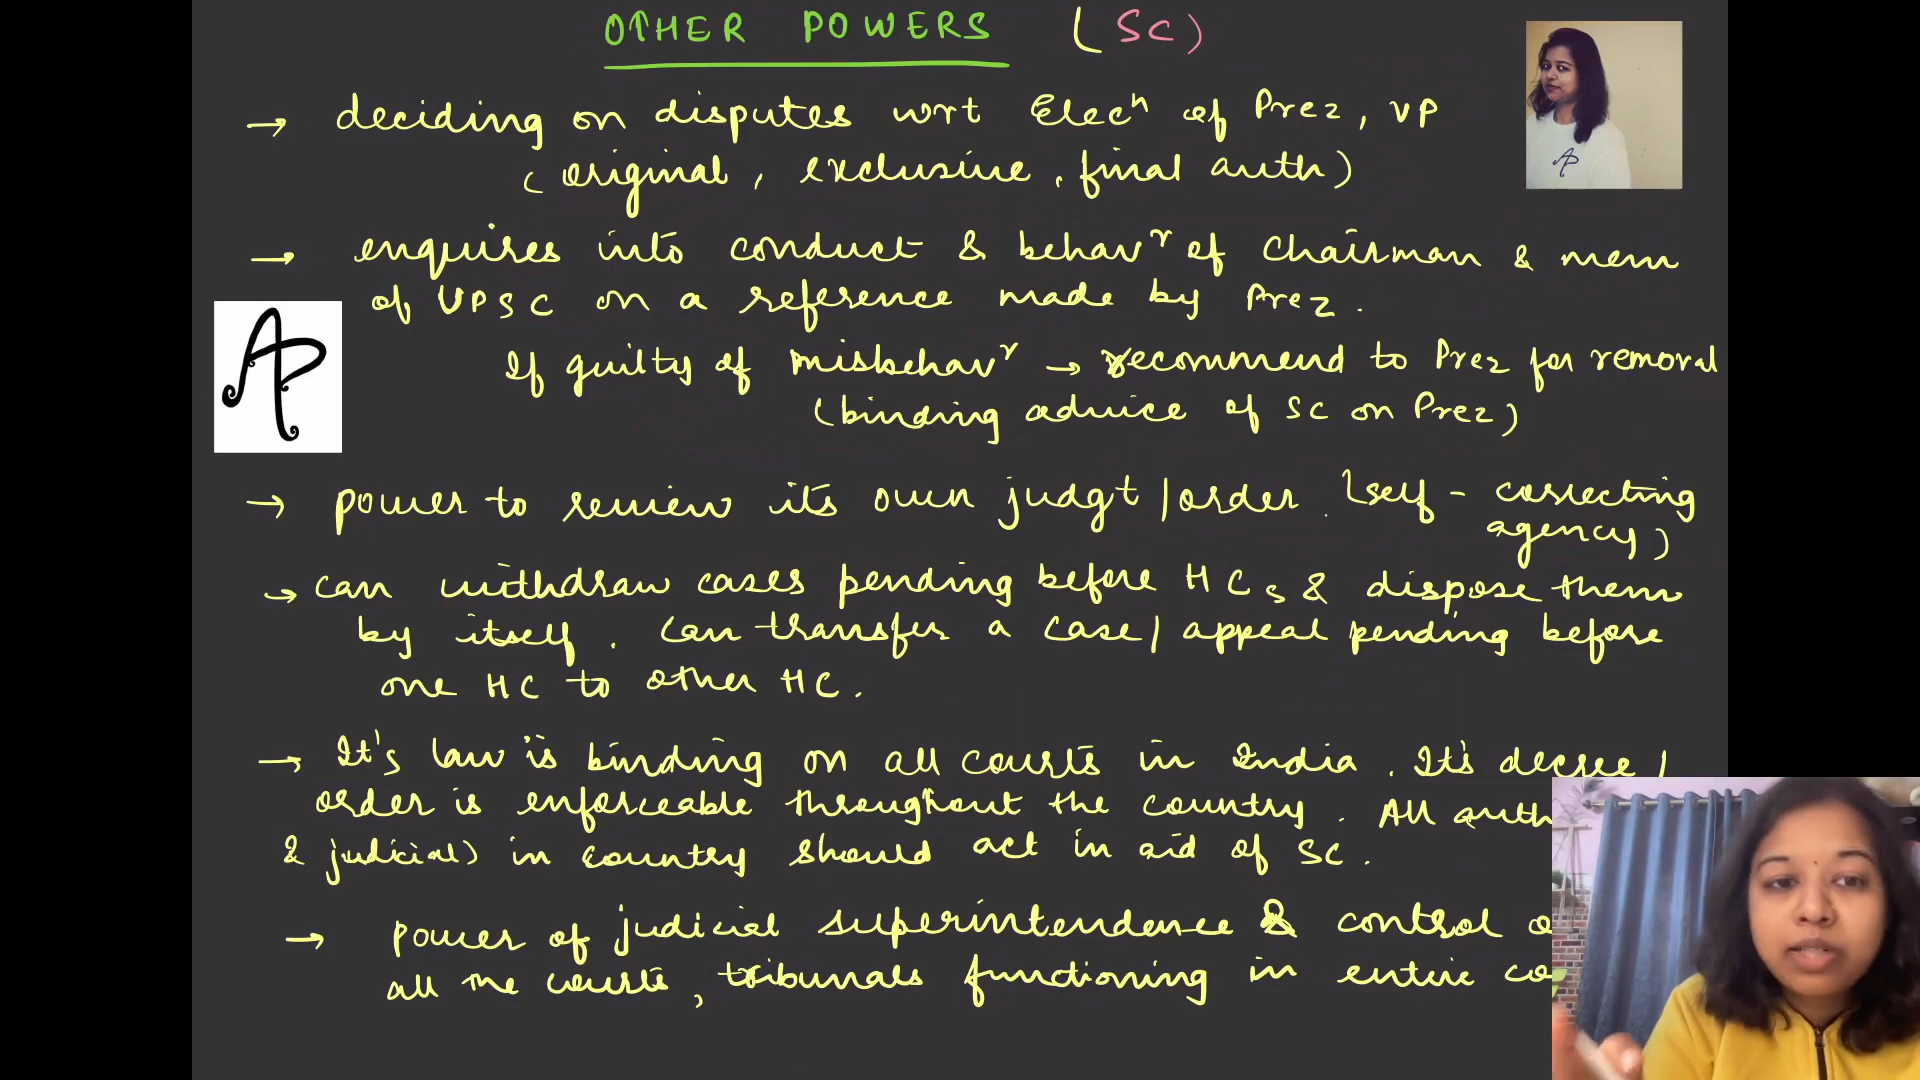 OTHER POWERS (SC)
→ deciding on disputes wrt Elecⁿ of Prez, VP
(original, exclusive, final auth)
→ enquires into conduct & behavʳ of Chairman & mem
of UPSC on a reference made by Prez.
If guilty of misbehavʳ → recommend to Prez for removal
(binding advice of SC on Prez)
→ power to review its own judgt/order. (self-correcting
agency)
→ can withdraw cases pending before HCs & dispose them
by itself. Can transfer a case/appeal pending before
one HC to other HC.
→ It's law is binding on all courts in India. It's decree/
order is enforceable throughout the country. All auth
& judicial) in country should act in aid of SC.
→ power of judicial superintendence & control o
all the courts, tribunals functioning in entire co
AP
AP